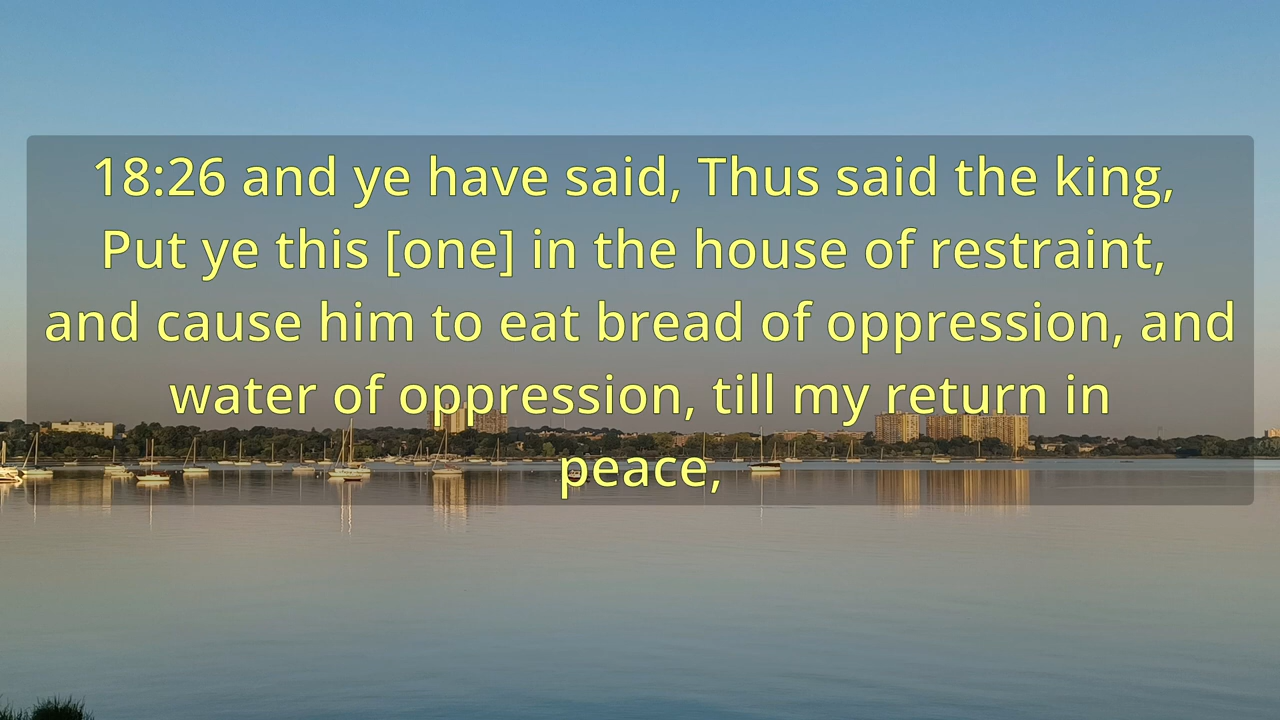 18:26 and ye have said, Thus said the king,
Put ye this [one] in the house of restraint,
and cause him to eat bread of oppression, and
water of oppression, till my return in
peace,